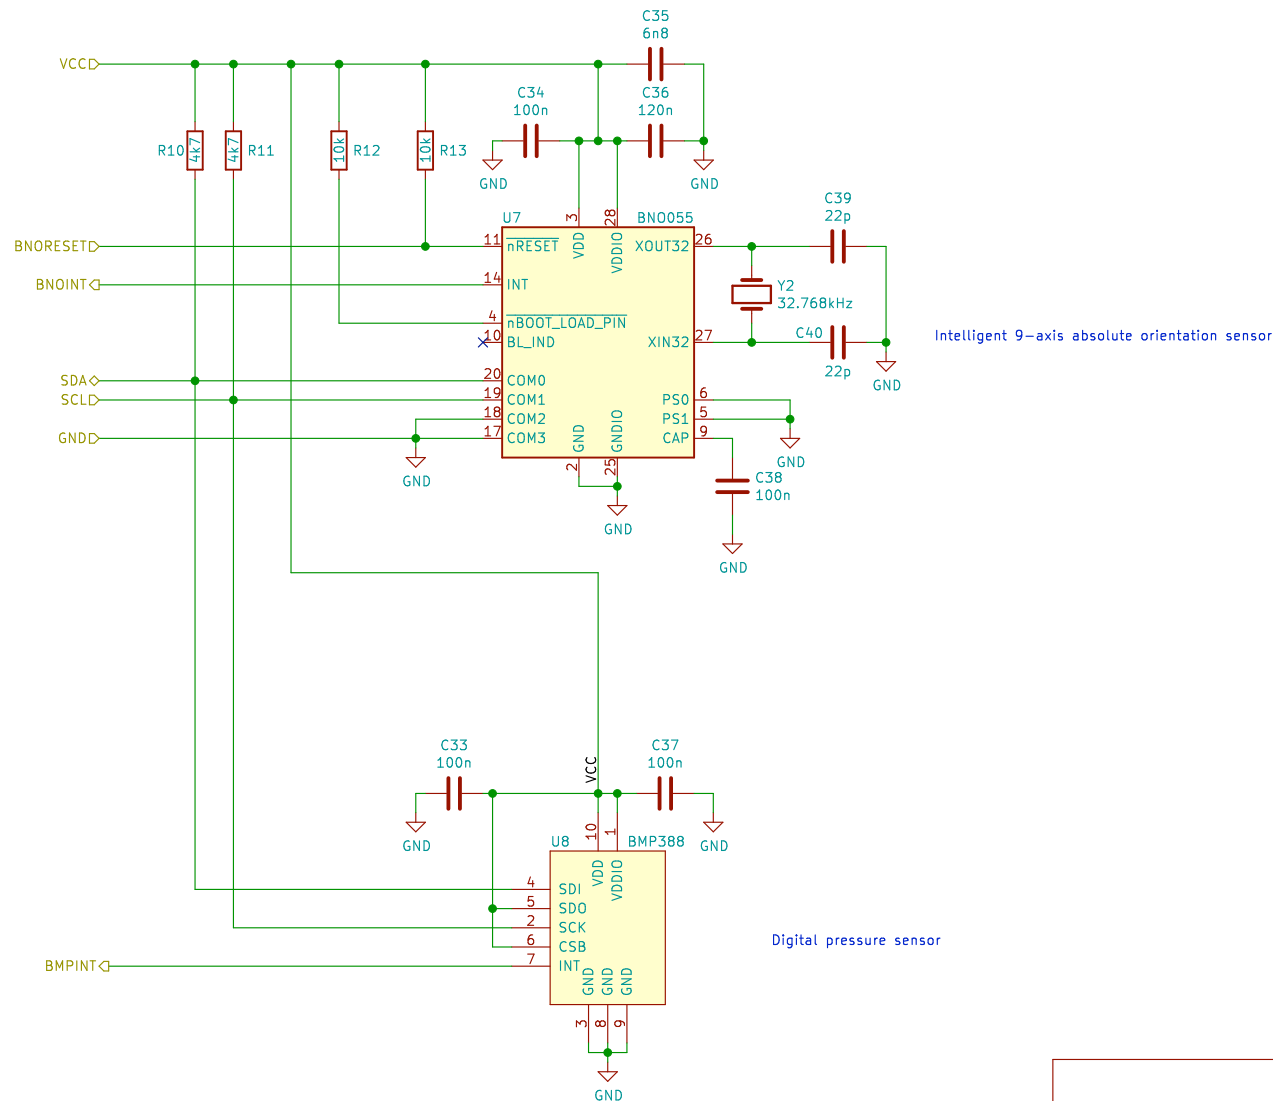 C35
6n8
VCC
C34
100n
C36
120n
R10
4k7
4k7
R11
10k
R12
10k
R13
GND
GND
C39
22p
U7
3
28
BNO055
BNORESET
11
nRESET
VDD
VDDIO
XOUT32
26
BNOINT
14
INT
Y2
32.768kHz
4
nBOOT_LOAD_PIN
10
BL_IND
XIN32
27
C40
22p
Intelligent 9-axis absolute orientation sensor
SDA
20
COM0
GND
SCL
19
COM1
PS0
6
18
COM2
PS1
5
GND
17
COM3
GND
GNDIO
CAP
9
GND
GND
2
25
C38
100n
GND
GND
C33
100n
VCC
C37
100n
GND
10
1
GND
U8
BMP388
VDD
VDDIO
4
SDI
5
SDO
2
SCK
6
CSB
Digital pressure sensor
BMPINT
7
INT
GND
GND
GND
3
8
9
GND